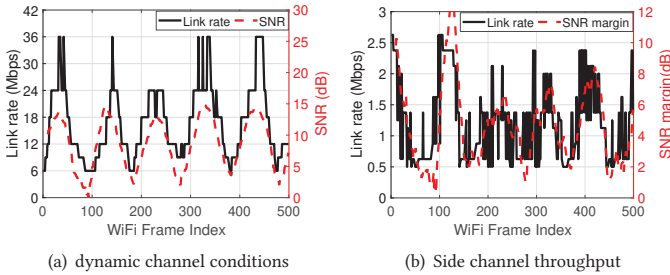 Link rate SNR
Link rate (Mbps)
42
36
30
24
18
12
6
0
SNR (dB)
30
25
20
15
10
5
0
0 100 200 300 400 500
WiFi Frame Index
(a) dynamic channel conditions
Link rate SNR margin
Link rate (Mbps)
3
2.5
2
1.5
1
0.5
0
SNR margin(dB)
12
10
8
6
4
2
0
0 100 200 300 400 500
WiFi Frame Index
(b) Side channel throughput